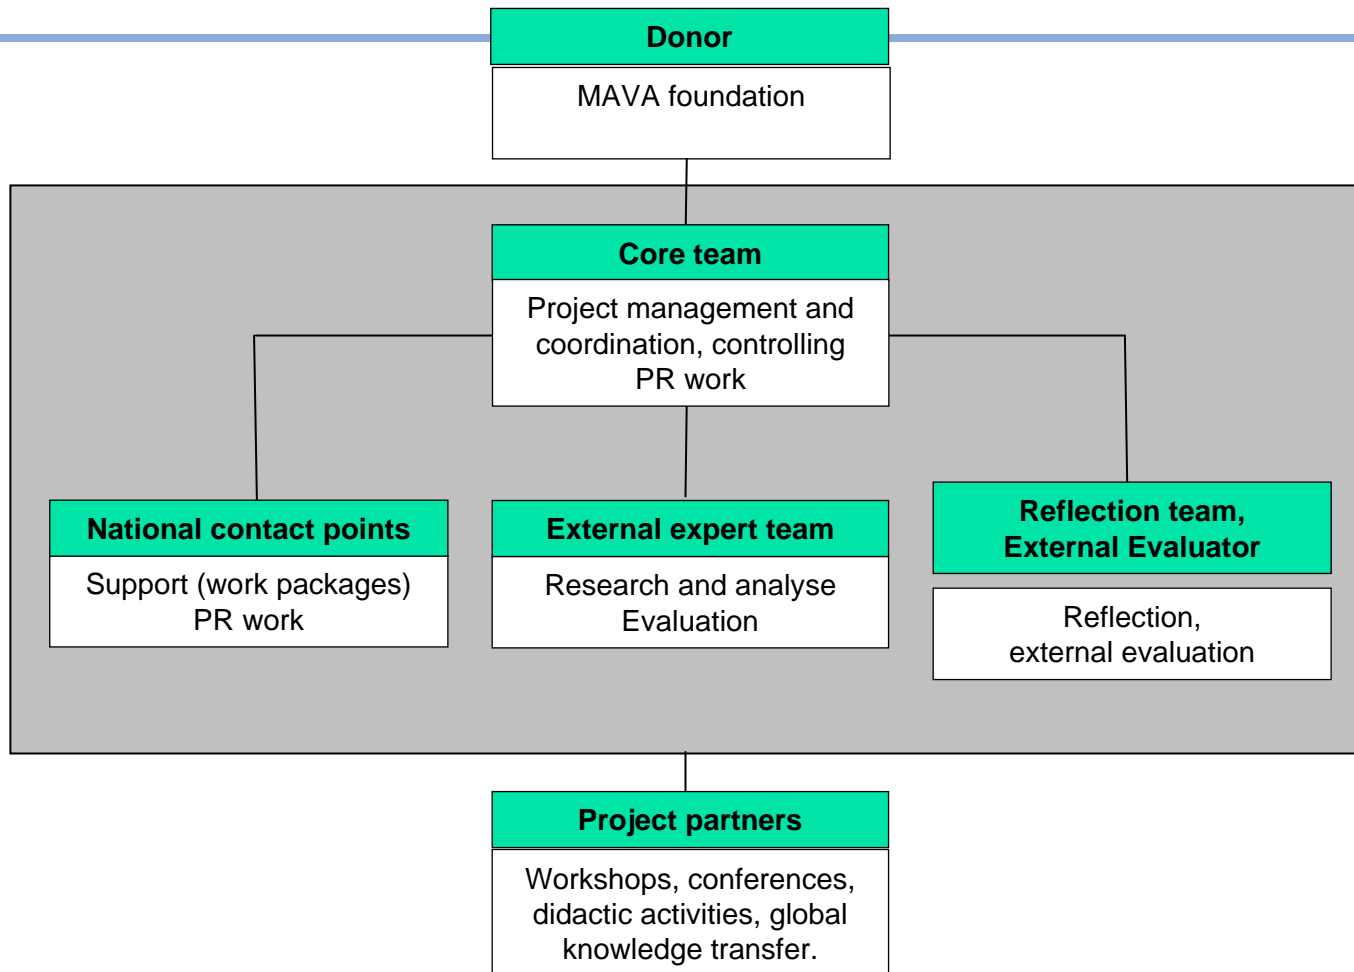 Donor
MAVA foundation
Core team
Project management and
coordination, controlling
PR work
National contact points
Support (work packages)
PR work
External expert team
Research and analyse
Evaluation
Reflection team,
External Evaluator
Reflection,
external evaluation
Project partners
Workshops, conferences,
didactic activities, global
knowledge transfer.